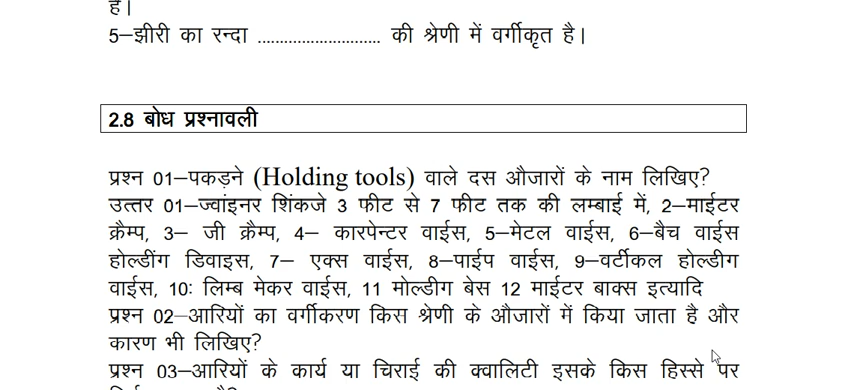 है।
5–झीरी का रन्दा ............................ की श्रेणी में वर्गीकृत है।
2.8 बोध प्रश्नावली
प्रश्न 01–पकड़ने (Holding tools) वाले दस औजारों के नाम लिखिए?
उत्तर 01–ज्वांइनर शिंकजे 3 फीट से 7 फीट तक की लम्बाई में, 2–माईटर
क्रैम्प, 3– जी क्रैम्प, 4– कारपेन्टर वाईस, 5–मेटल वाईस, 6–बैच वाईस
होल्डींग डिवाइस, 7– एक्स वाईस, 8–पाईप वाईस, 9–वर्टीकल होल्डीग
वाईस, 10ः लिम्ब मेकर वाईस, 11 मोल्डीग बेस 12 माईटर बाक्स इत्यादि
प्रश्न 02–आरियों का वर्गीकरण किस श्रेणी के औजारों में किया जाता है और
कारण भी लिखिए?
प्रश्न 03–आरियों के कार्य या चिराई की क्वालिटी इसके किस हिस्से पर